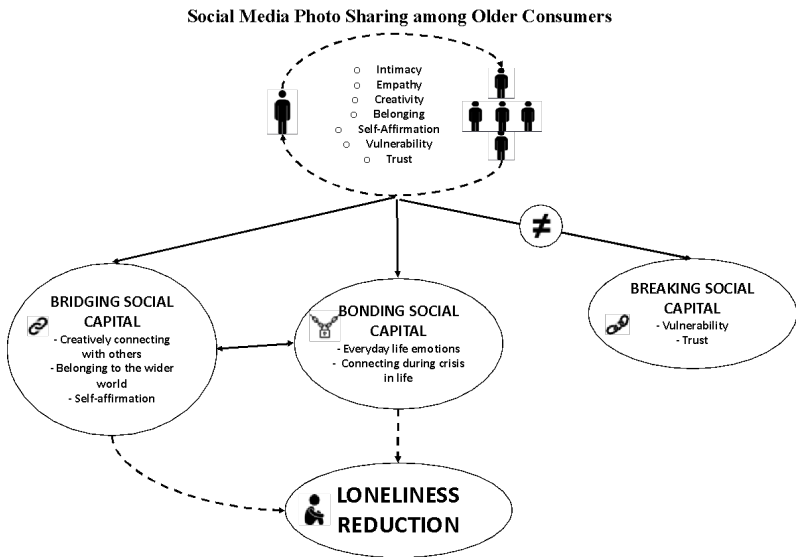 Social Media Photo Sharing among Older Consumers
○ Intimacy
○ Empathy
○ Creativity
○ Belonging
○ Self-Affirmation
○ Vulnerability
○ Trust
≠
BRIDGING SOCIAL
CAPITAL
- Creatively connecting
with others
- Belonging to the wider
world
- Self-affirmation
BONDING SOCIAL
CAPITAL
- Everyday life emotions
- Connecting during crisis
in life
BREAKING SOCIAL
CAPITAL
- Vulnerability
- Trust
LONELINESS
REDUCTION